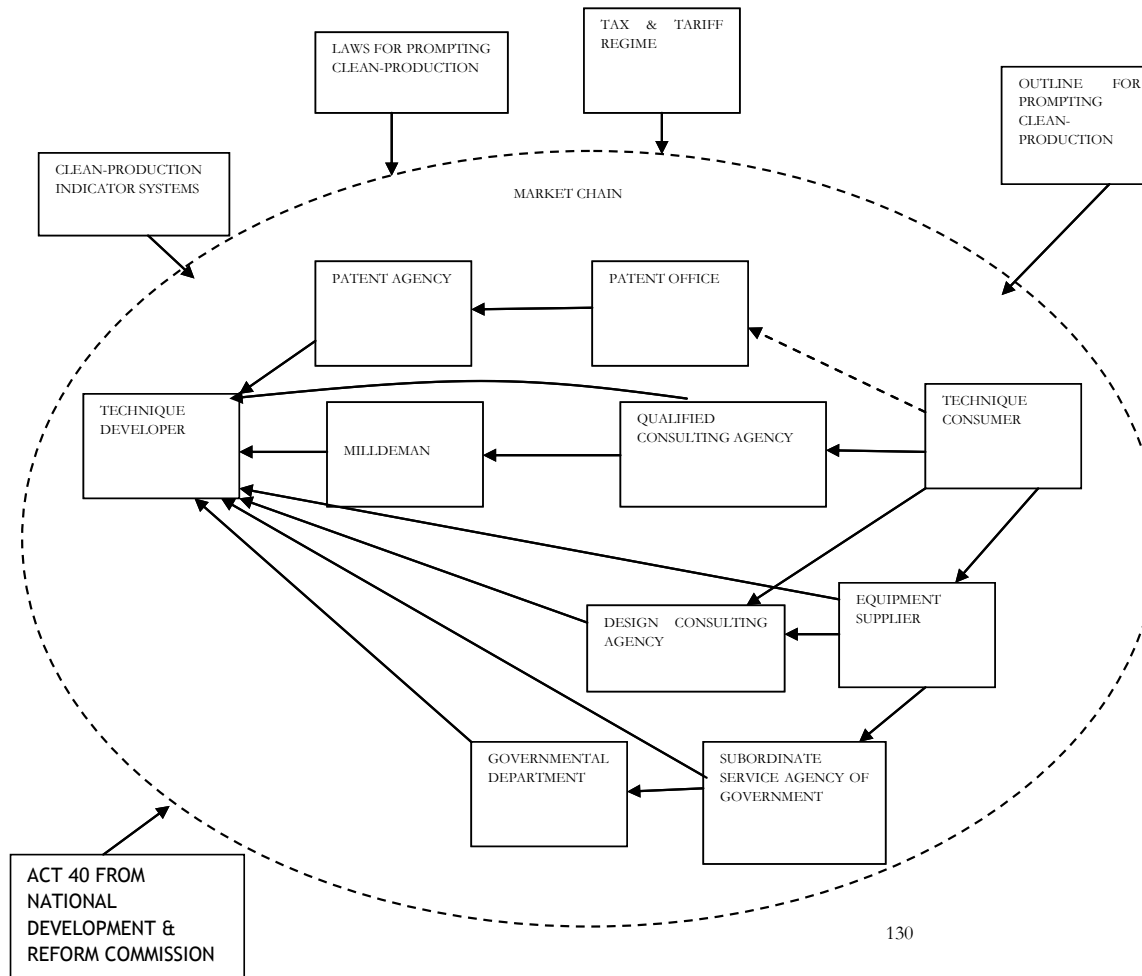 TAX & TARIFF
REGIME
LAWS FOR PROMPTING
CLEAN-PRODUCTION
OUTLINE FOR
PROMPTING
CLEAN-
PRODUCTION
CLEAN-PRODUCTION
INDICATOR SYSTEMS
MARKET CHAIN
PATENT AGENCY
PATENT OFFICE
TECHNIQUE
DEVELOPER
MILLDEMAN
QUALIFIED
CONSULTING AGENCY
TECHNIQUE
CONSUMER
DESIGN CONSULTING
AGENCY
EQUIPMENT
SUPPLIER
GOVERNMENTAL
DEPARTMENT
SUBORDINATE
SERVICE AGENCY OF
GOVERNMENT
ACT 40 FROM
NATIONAL
DEVELOPMENT &
REFORM COMMISSION
130